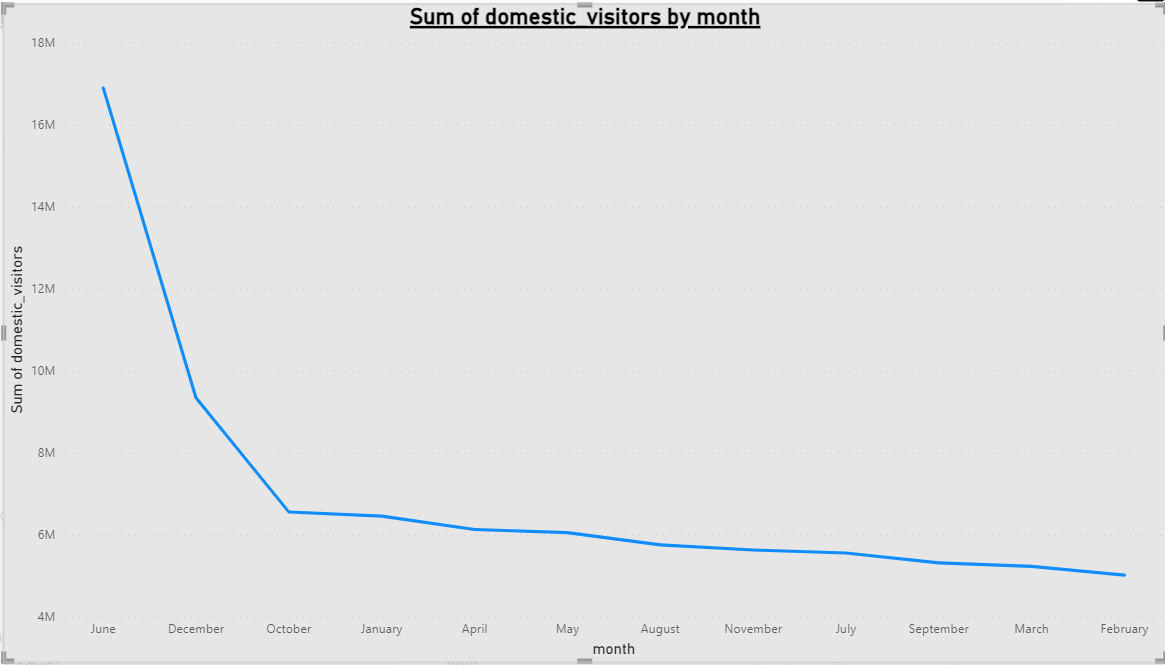 Sum of domestic_visitors by month
18M
16M
14M
12M
10M
8M
6M
4M
Sum of domestic_visitors
June December October January April May August November July September March February
month